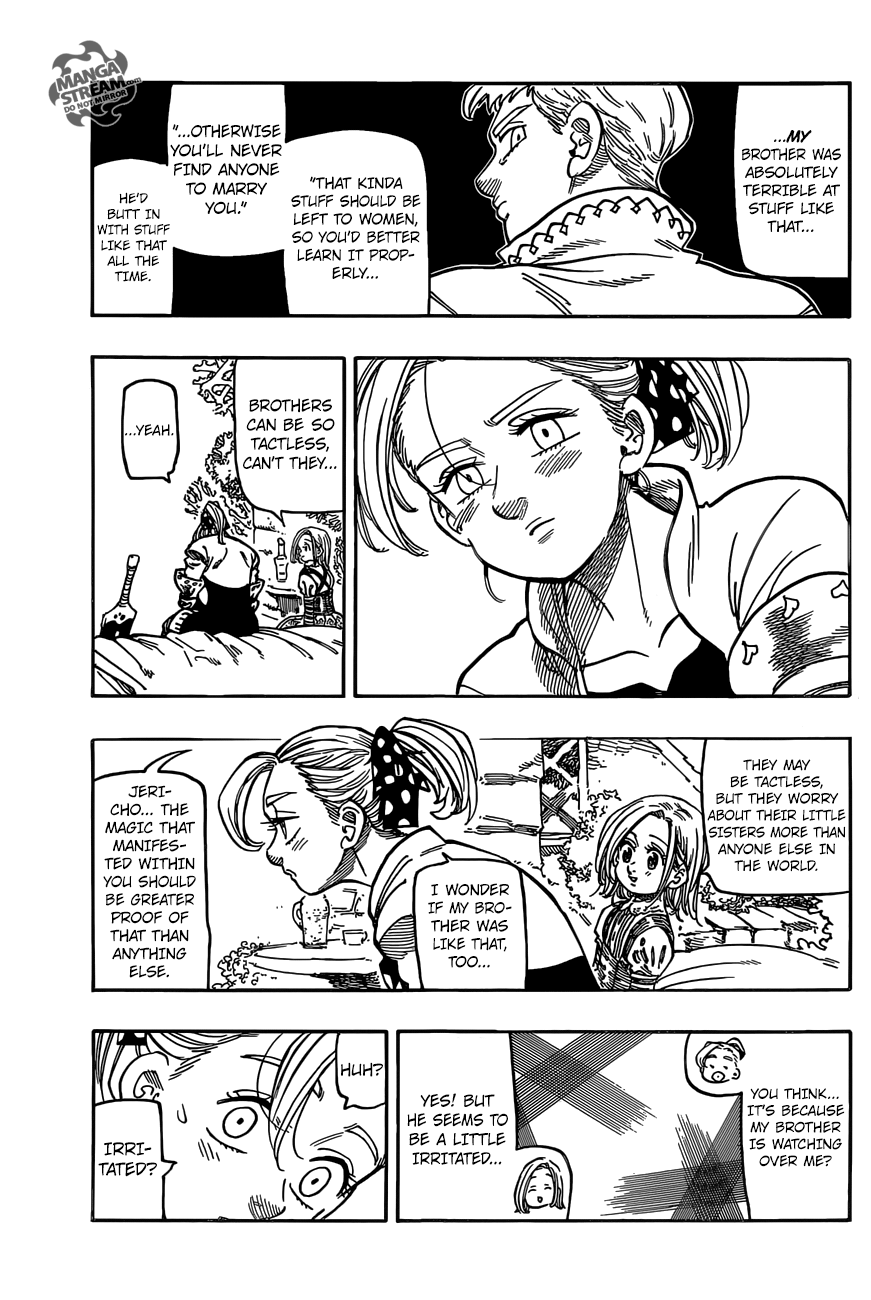 MANGA
STREAM.com
DO NOT MIRROR
...MY
BROTHER WAS
ABSOLUTELY
TERRIBLE AT
STUFF LIKE
THAT...
"THAT KINDA
STUFF SHOULD BE
LEFT TO WOMEN,
SO YOU'D BETTER
LEARN IT PROP-
ERLY...
"...OTHERWISE
YOU'LL NEVER
FIND ANYONE
TO MARRY
YOU."
HE'D
BUTT IN
WITH STUFF
LIKE THAT
ALL THE
TIME.
BROTHERS
CAN BE SO
TACTLESS,
CAN'T THEY...
...YEAH.
THEY MAY
BE TACTLESS,
BUT THEY WORRY
ABOUT THEIR LITTLE
SISTERS MORE THAN
ANYONE ELSE IN
THE WORLD.
I WONDER
IF MY BRO-
THER WAS
LIKE THAT,
TOO...
JERI-
CHO... THE
MAGIC THAT
MANIFES-
TED WITHIN
YOU SHOULD
BE GREATER
PROOF OF
THAT THAN
ANYTHING
ELSE.
YOU THINK...
IT'S BECAUSE
MY BROTHER
IS WATCHING
OVER ME?
YES! BUT
HE SEEMS TO
BE A LITTLE
IRRITATED...
HUH?
IRRI-
TATED?